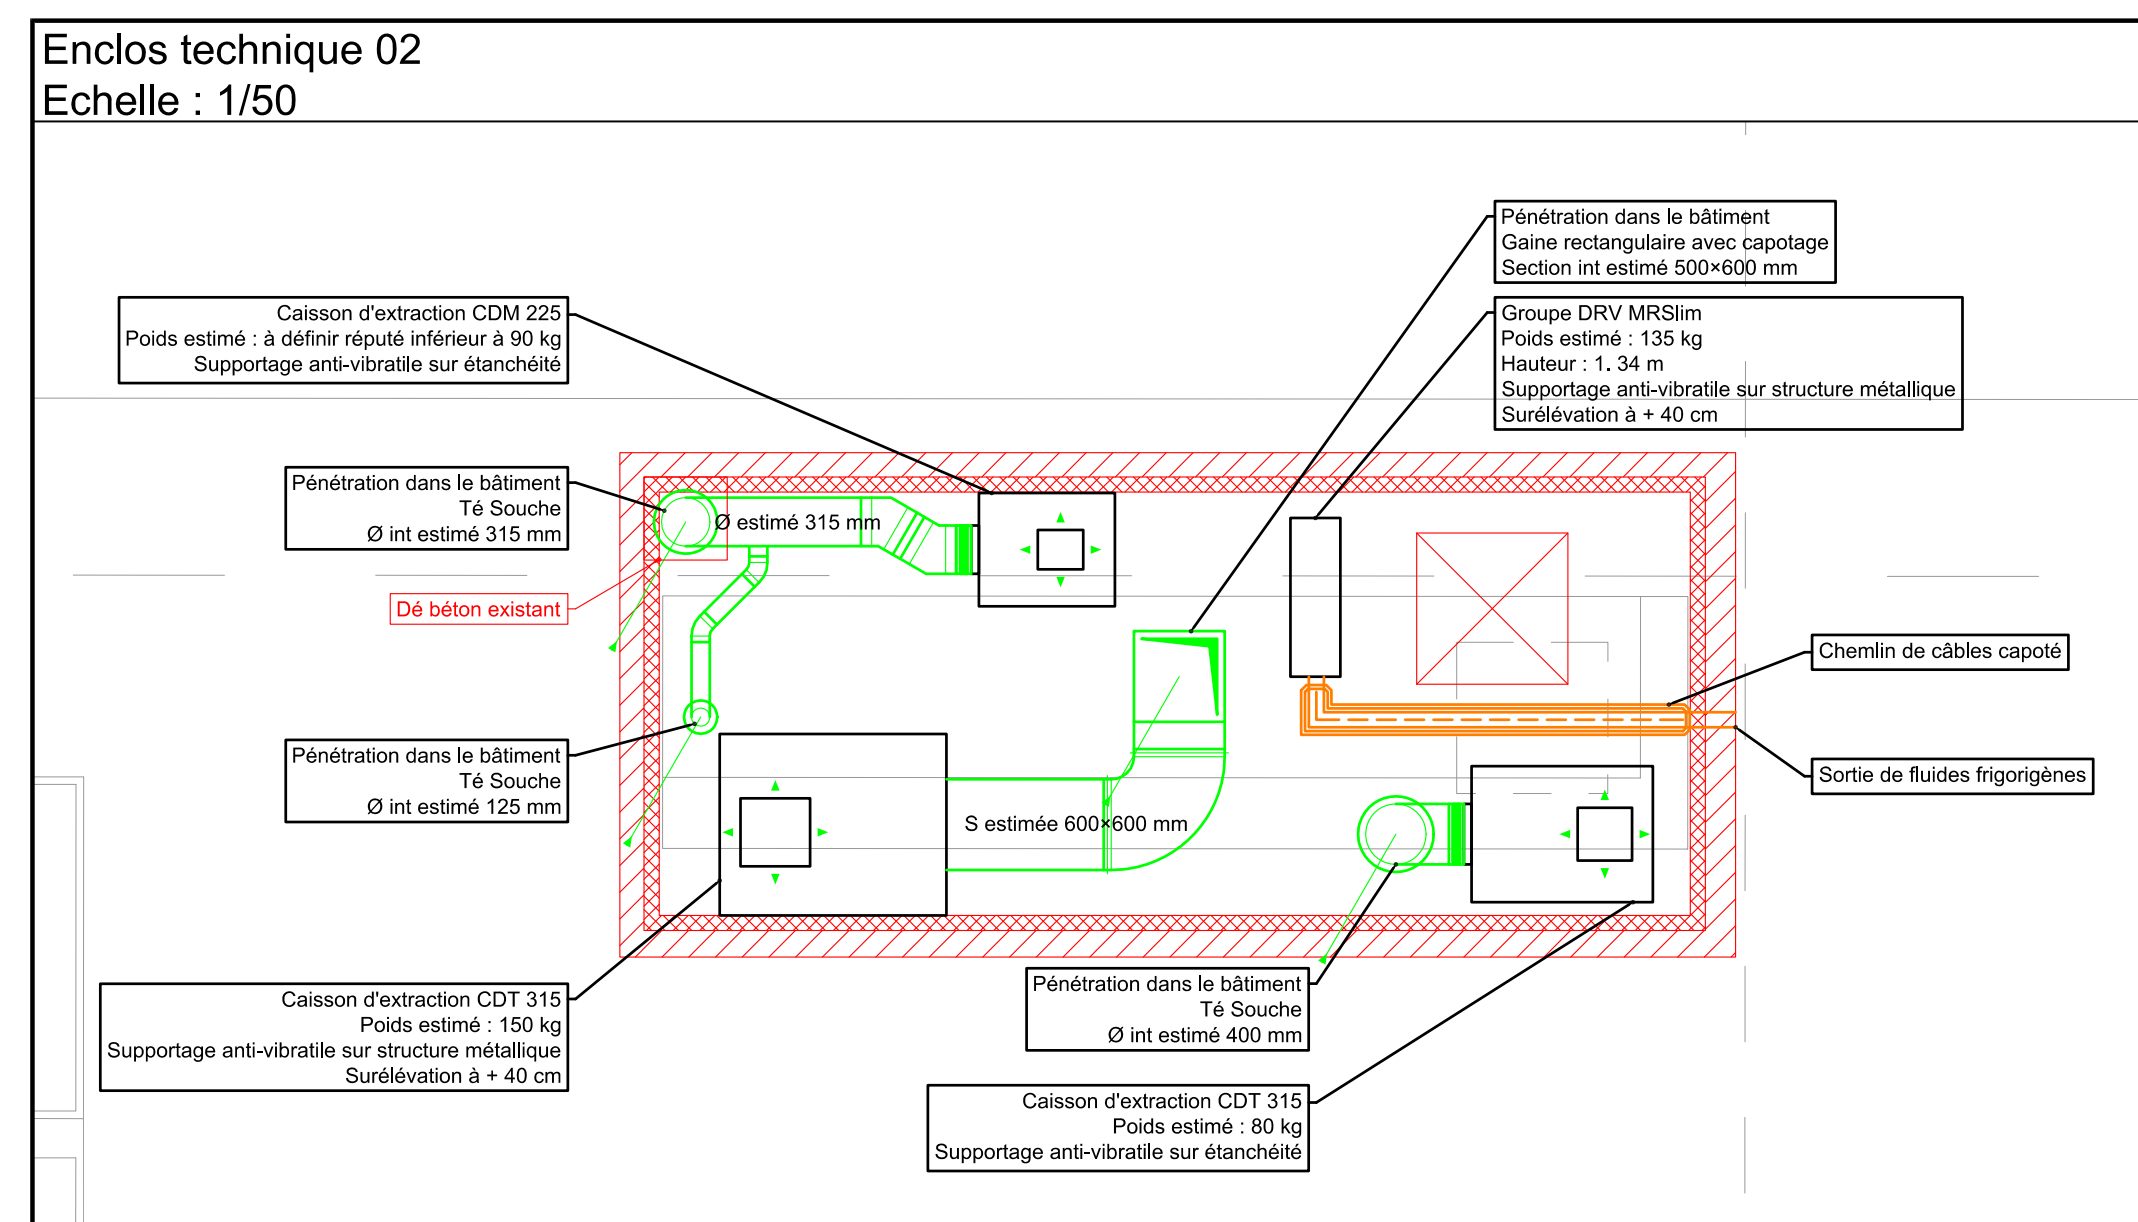 Enclos technique 02
Echelle : 1/50
Pénétration dans le bâtiment
Gaine rectangulaire avec capotage
Section int estimé 500×600 mm
Caisson d'extraction CDM 225
Poids estimé : à définir réputé inférieur à 90 kg
Supportage anti-vibratile sur étanchéité
Groupe DRV MRSlim
Poids estimé : 135 kg
Hauteur : 1. 34 m
Supportage anti-vibratile sur structure métallique
Surélévation à + 40 cm
Pénétration dans le bâtiment
Té Souche
Ø int estimé 315 mm
Ø estimé 315 mm
Dé béton existant
Chemlin de câbles capoté
Pénétration dans le bâtiment
Té Souche
Ø int estimé 125 mm
Sortie de fluides frigorigènes
S estimée 600×600 mm
Caisson d'extraction CDT 315
Poids estimé : 150 kg
Supportage anti-vibratile sur structure métallique
Surélévation à + 40 cm
Pénétration dans le bâtiment
Té Souche
Ø int estimé 400 mm
Caisson d'extraction CDT 315
Poids estimé : 80 kg
Supportage anti-vibratile sur étanchéité